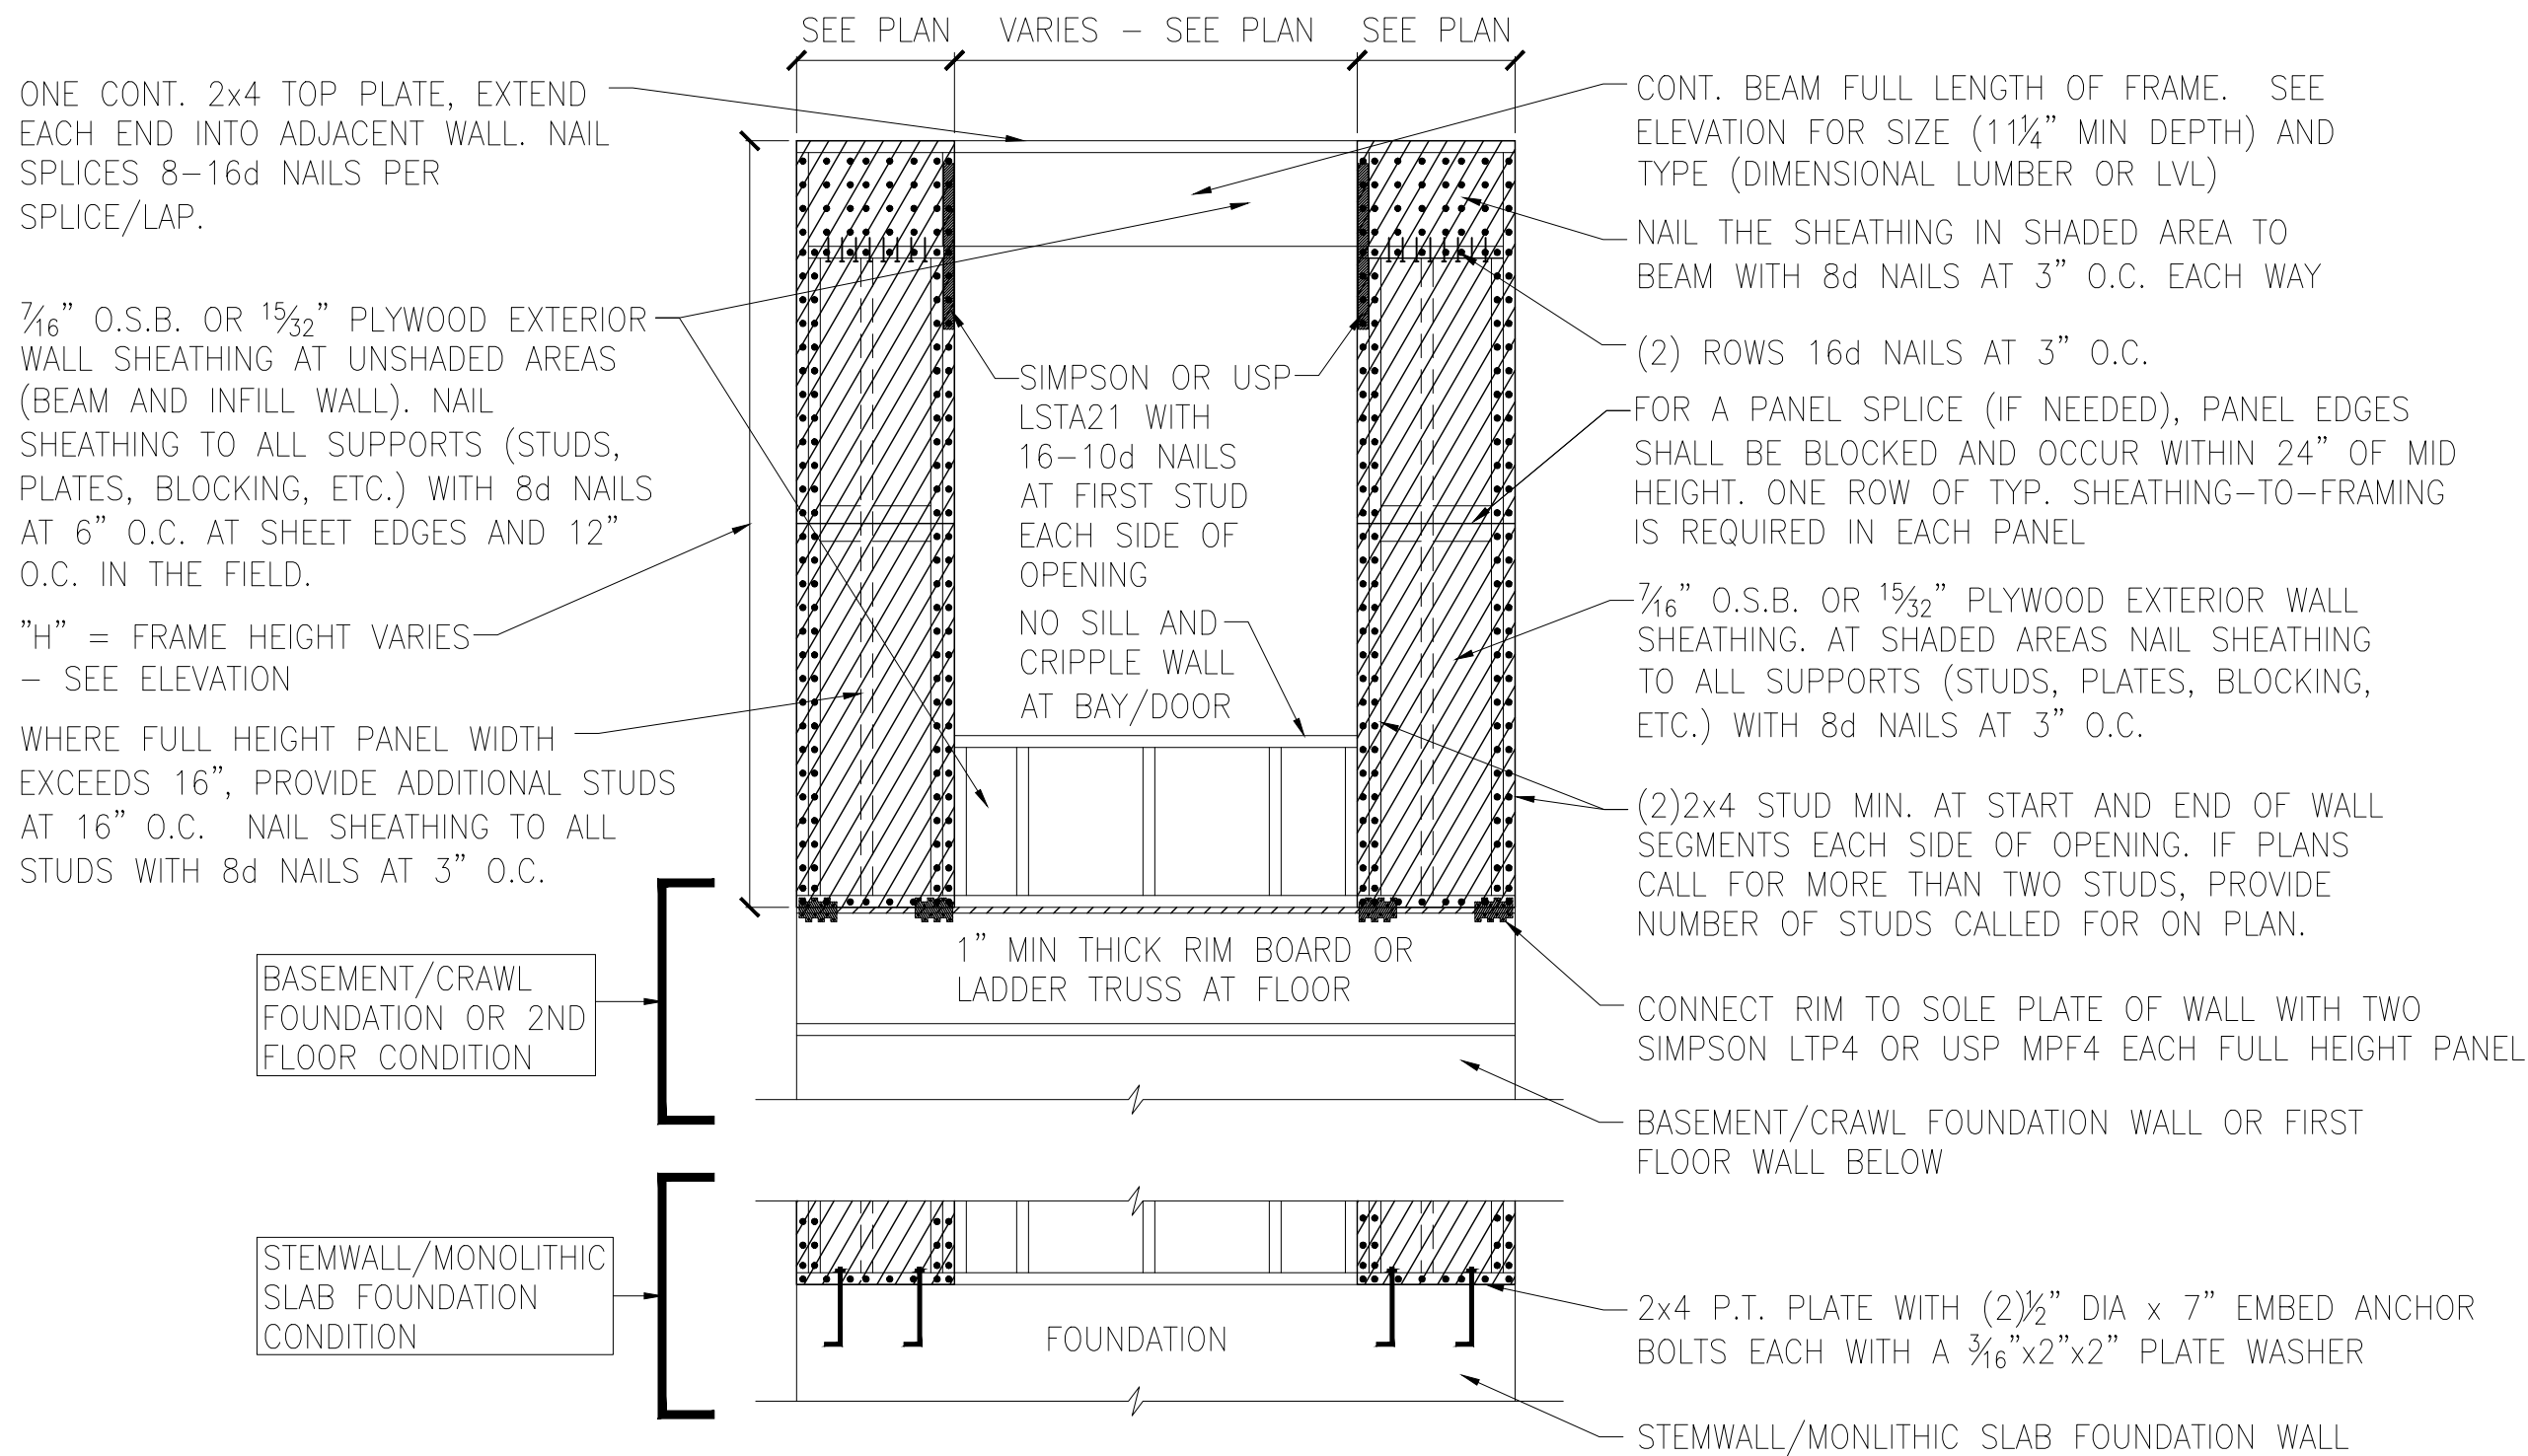 SEE PLAN
VARIES – SEE PLAN
SEE PLAN
ONE CONT. 2x4 TOP PLATE, EXTEND
EACH END INTO ADJACENT WALL. NAIL
SPLICES 8–16d NAILS PER
SPLICE/LAP.
7⁄16" O.S.B. OR 15⁄32" PLYWOOD EXTERIOR
WALL SHEATHING AT UNSHADED AREAS
(BEAM AND INFILL WALL). NAIL
SHEATHING TO ALL SUPPORTS (STUDS,
PLATES, BLOCKING, ETC.) WITH 8d NAILS
AT 6" O.C. AT SHEET EDGES AND 12"
O.C. IN THE FIELD.
"H" = FRAME HEIGHT VARIES
– SEE ELEVATION
WHERE FULL HEIGHT PANEL WIDTH
EXCEEDS 16", PROVIDE ADDITIONAL STUDS
AT 16" O.C. NAIL SHEATHING TO ALL
STUDS WITH 8d NAILS AT 3" O.C.
BASEMENT/CRAWL
FOUNDATION OR 2ND
FLOOR CONDITION
STEMWALL/MONOLITHIC
SLAB FOUNDATION
CONDITION
SIMPSON OR USP
LSTA21 WITH
16–10d NAILS
AT FIRST STUD
EACH SIDE OF
OPENING
NO SILL AND
CRIPPLE WALL
AT BAY/DOOR
1" MIN THICK RIM BOARD OR
LADDER TRUSS AT FLOOR
FOUNDATION
CONT. BEAM FULL LENGTH OF FRAME. SEE
ELEVATION FOR SIZE (11¼" MIN DEPTH) AND
TYPE (DIMENSIONAL LUMBER OR LVL)
NAIL THE SHEATHING IN SHADED AREA TO
BEAM WITH 8d NAILS AT 3" O.C. EACH WAY
(2) ROWS 16d NAILS AT 3" O.C.
FOR A PANEL SPLICE (IF NEEDED), PANEL EDGES
SHALL BE BLOCKED AND OCCUR WITHIN 24" OF MID
HEIGHT. ONE ROW OF TYP. SHEATHING–TO–FRAMING
IS REQUIRED IN EACH PANEL
7⁄16" O.S.B. OR 15⁄32" PLYWOOD EXTERIOR WALL
SHEATHING. AT SHADED AREAS NAIL SHEATHING
TO ALL SUPPORTS (STUDS, PLATES, BLOCKING,
ETC.) WITH 8d NAILS AT 3" O.C.
(2)2x4 STUD MIN. AT START AND END OF WALL
SEGMENTS EACH SIDE OF OPENING. IF PLANS
CALL FOR MORE THAN TWO STUDS, PROVIDE
NUMBER OF STUDS CALLED FOR ON PLAN.
CONNECT RIM TO SOLE PLATE OF WALL WITH TWO
SIMPSON LTP4 OR USP MPF4 EACH FULL HEIGHT PANEL
BASEMENT/CRAWL FOUNDATION WALL OR FIRST
FLOOR WALL BELOW
2x4 P.T. PLATE WITH (2)½" DIA x 7" EMBED ANCHOR
BOLTS EACH WITH A 3⁄16"x2"x2" PLATE WASHER
STEMWALL/MONLITHIC SLAB FOUNDATION WALL